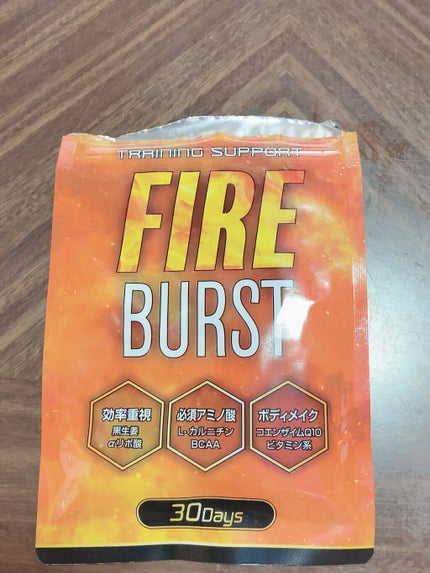 TRAINING SUPPORT
FIRE
BURST
効率重視
黒生姜
αリポ酸
必須アミノ酸
L-カルニチン
BCAA
ボディメイク
コエンザイムQ10
ビタミン系
30Days